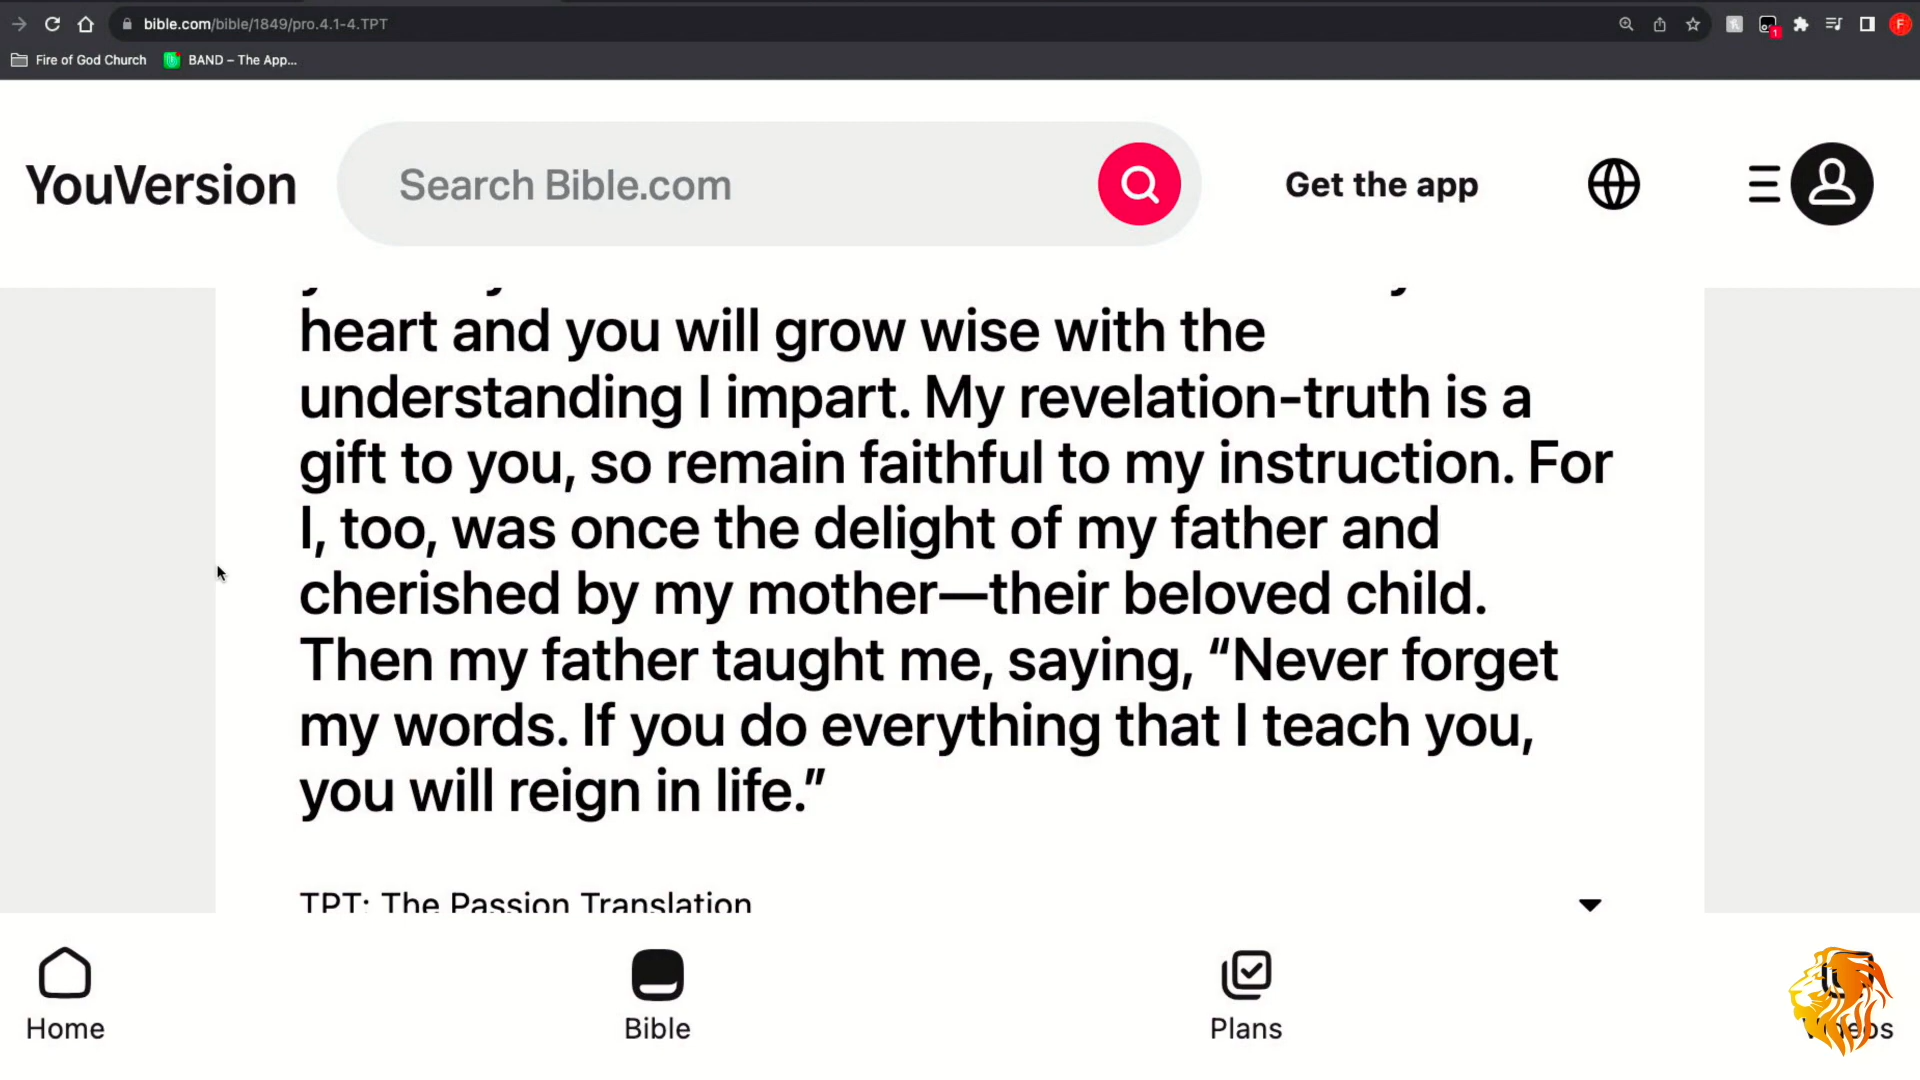 bible.com/bible/1849/pro.4.1-4.TPT
1
F
Fire of God Church
BAND – The App...
YouVersion
Search Bible.com
Get the app
heart and you will grow wise with the
understanding I impart. My revelation-truth is a
gift to you, so remain faithful to my instruction. For
I, too, was once the delight of my father and
cherished by my mother—their beloved child.
Then my father taught me, saying, “Never forget
my words. If you do everything that I teach you,
you will reign in life.”
TPT: The Passion Translation
Home
Bible
Plans
Videos